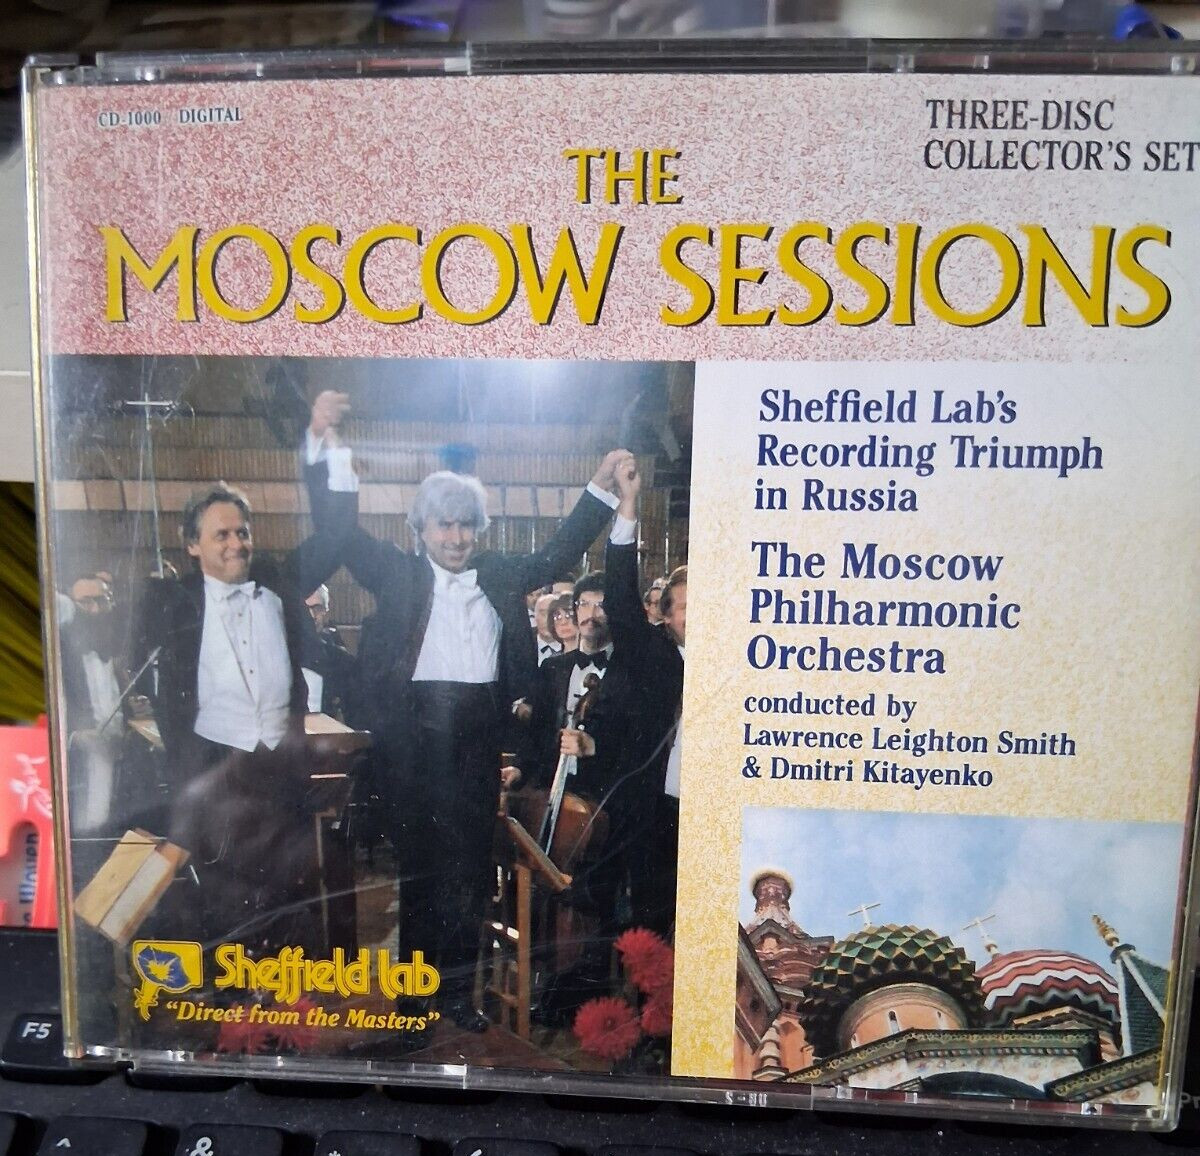 CD-1000 DIGITAL
THREE-DISC
COLLECTOR'S SET
THE
MOSCOW SESSIONS
Sheffield Lab's
Recording Triumph
in Russia
The Moscow
Philharmonic
Orchestra
conducted by
Lawrence Leighton Smith
& Dmitri Kitayenko
Sheffield lab
"Direct from the Masters"
F5
^
&
*